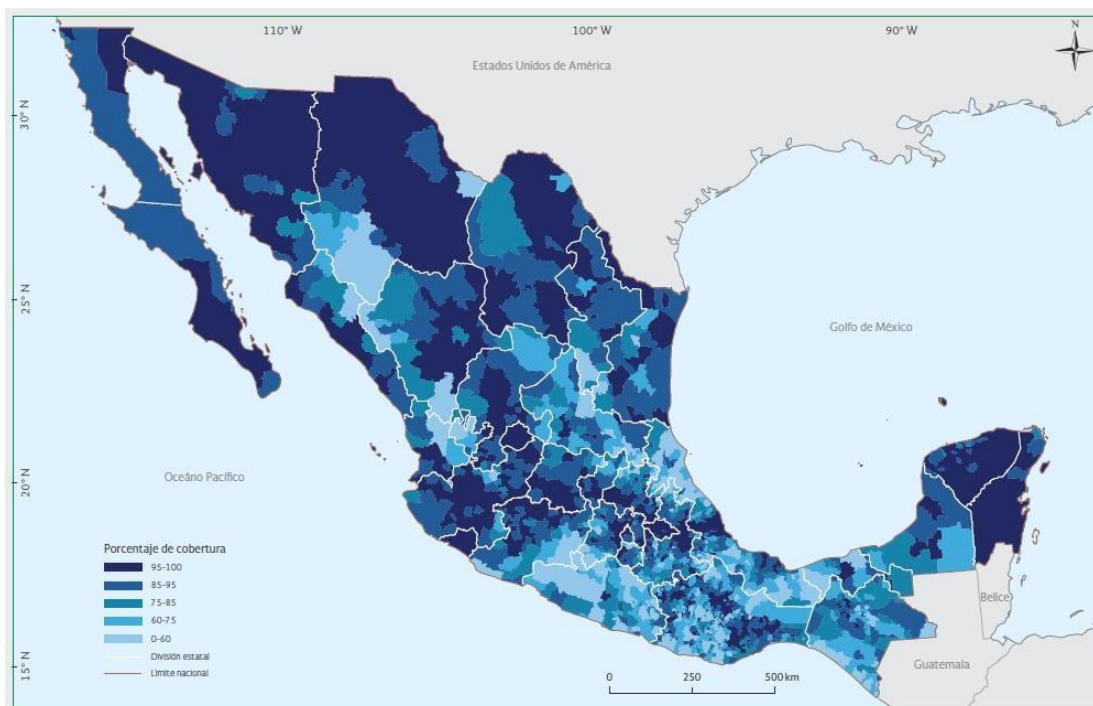 110° W
100° W
90° W
N
Estados Unidos de América
30° N
25° N
Golfo de México
20° N
Océano Pacífico
Porcentaje de cobertura
95-100
85-95
75-85
60-75
0-60
División estatal
Límite nacional
Belice
Guatemala
15° N
0
250
500 km